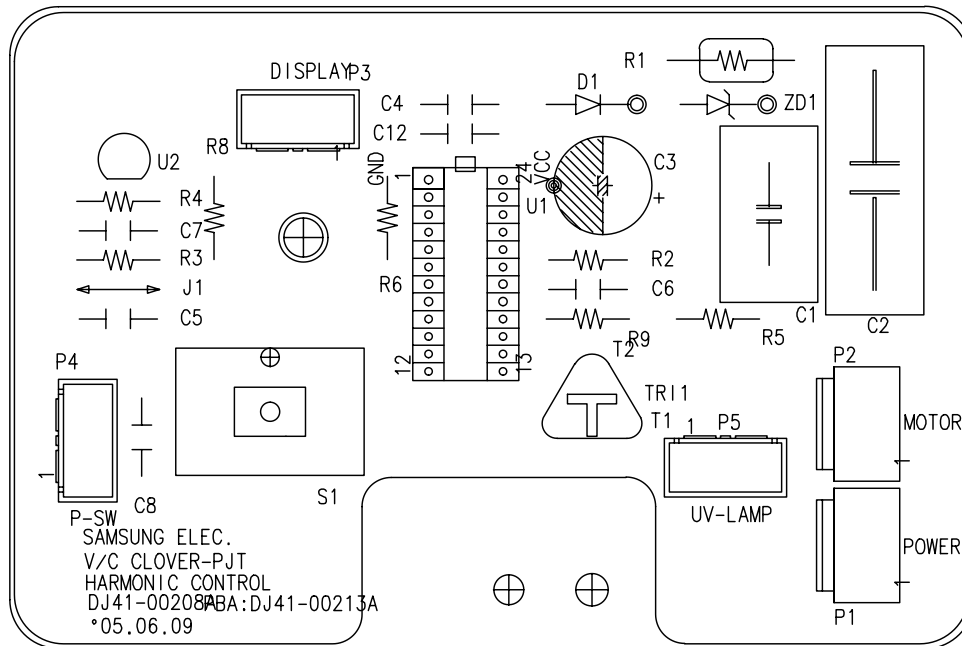 R1
DISPLAY P3
D1
C4
ZD1
C12
R8
1
U2
GND
1
24
VCC
C3
U1
+
R4
C7
R3
R2
R6
J1
C6
C5
C1
C2
R9
R5
T2
P4
12
13
P2
TRI1
T1
1
P5
MOTOR
1
1
S1
C8
P-SW
UV-LAMP
SAMSUNG ELEC.
V/C CLOVER-PJT
HARMONIC CONTROL
DJ41-00208A PBA:DJ41-00213A
°05.06.09
POWER
1
P1